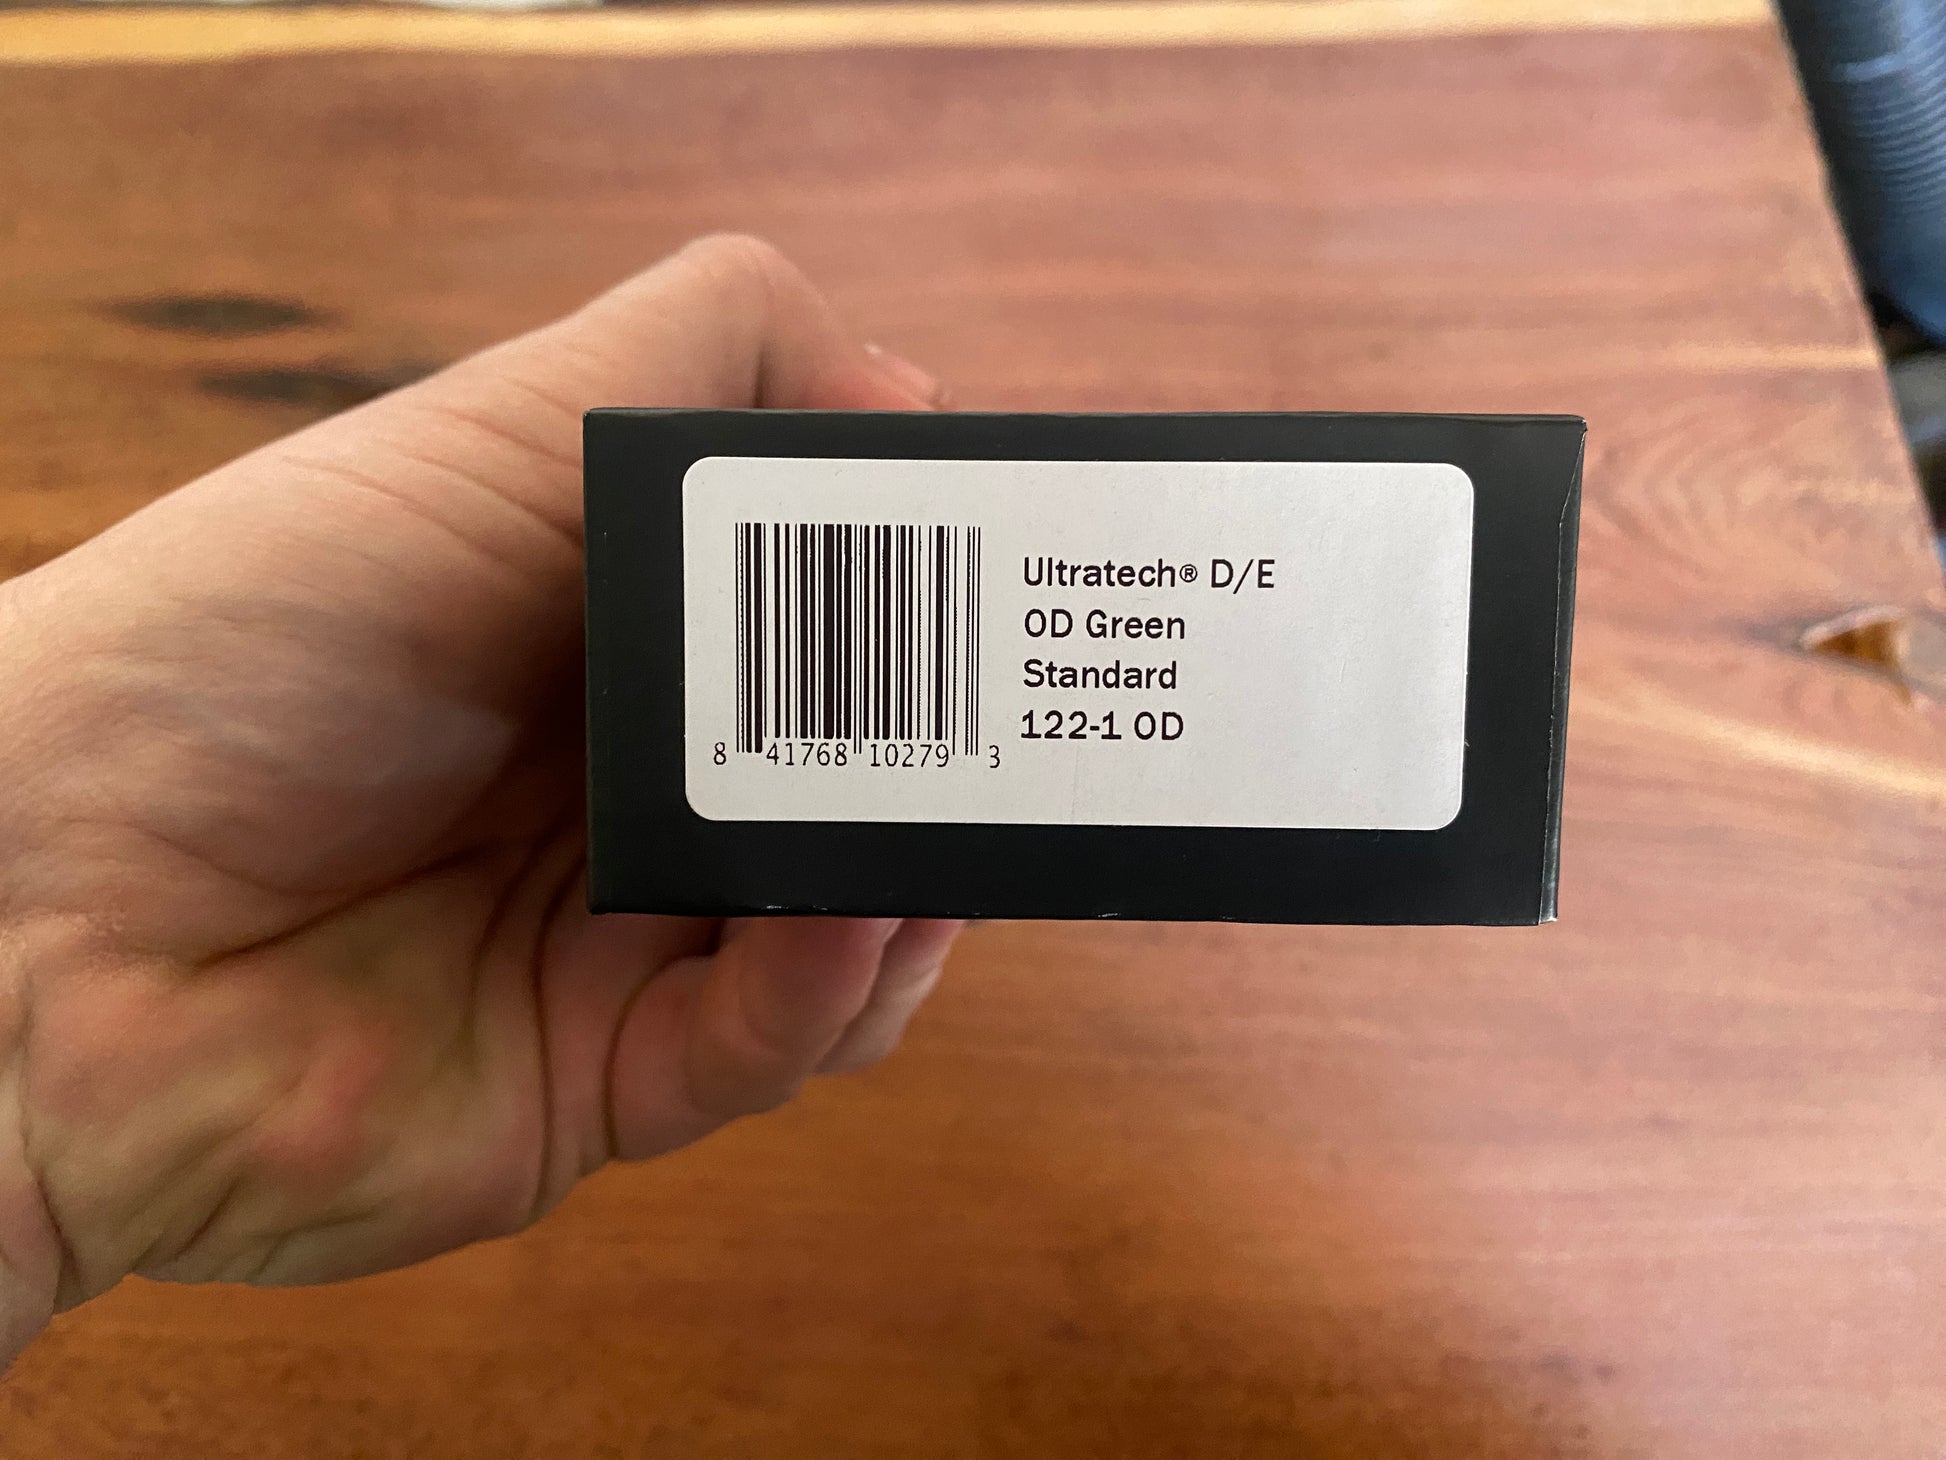 Ultratech® D/E
OD Green
Standard
122-1 OD
8 41768 10279 3